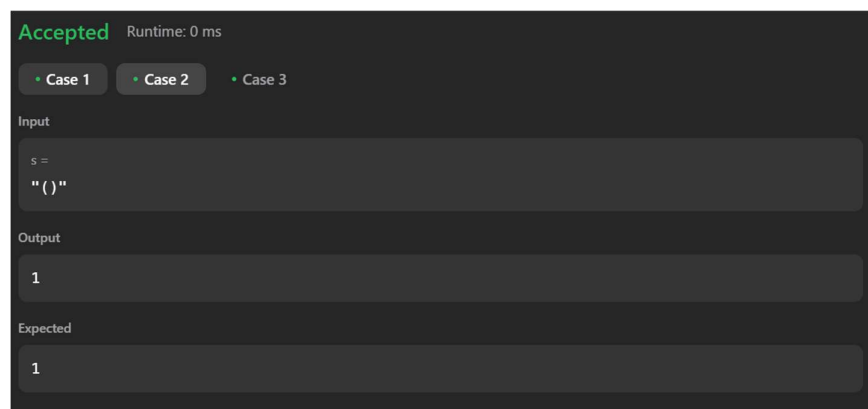 Accepted Runtime: 0 ms
• Case 1 • Case 2 • Case 3
Input
s =
"()"
Output
1
Expected
1